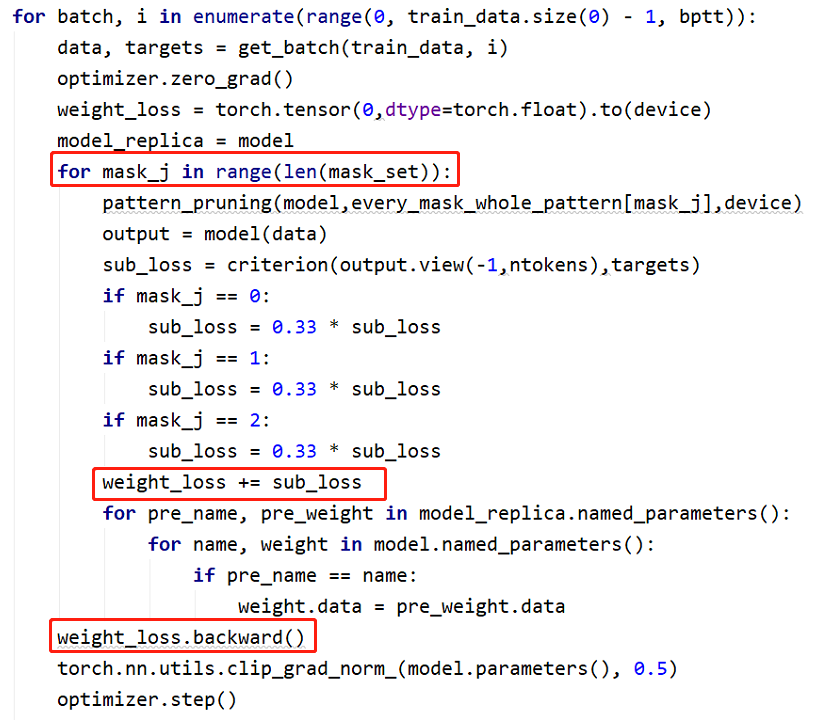 for batch, i in enumerate(range(0, train_data.size(0) - 1, bptt)):
data, targets = get_batch(train_data, i)
optimizer.zero_grad()
weight_loss = torch.tensor(0,dtype=torch.float).to(device)
model_replica = model
for mask_j in range(len(mask_set)):
pattern_pruning(model,every_mask_whole_pattern[mask_j],device)
output = model(data)
sub_loss = criterion(output.view(-1,ntokens),targets)
if mask_j == 0:
sub_loss = 0.33 * sub_loss
if mask_j == 1:
sub_loss = 0.33 * sub_loss
if mask_j == 2:
sub_loss = 0.33 * sub_loss
weight_loss += sub_loss
for pre_name, pre_weight in model_replica.named_parameters():
for name, weight in model.named_parameters():
if pre_name == name:
weight.data = pre_weight.data
weight_loss.backward()
torch.nn.utils.clip_grad_norm_(model.parameters(), 0.5)
optimizer.step()